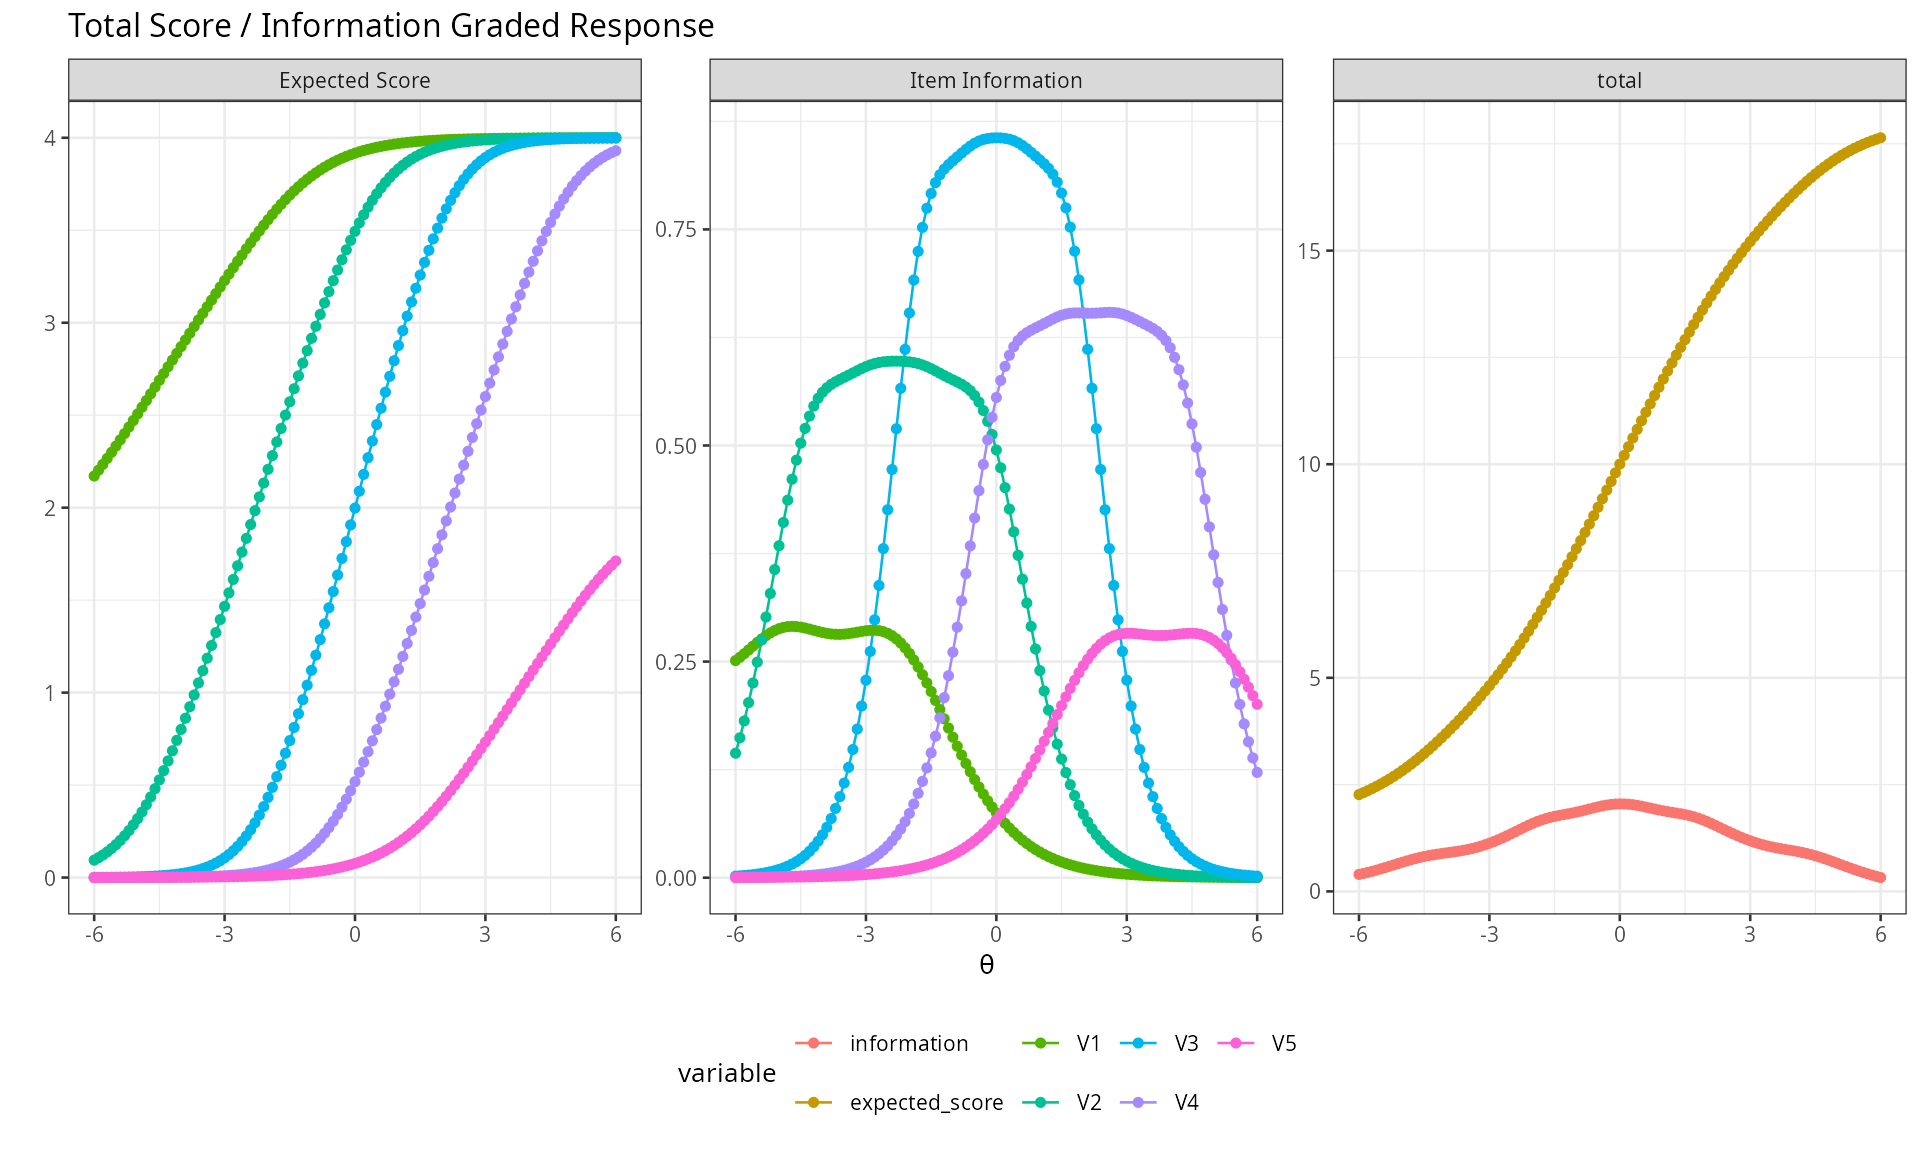 Total Score / Information Graded Response
Expected Score
Item Information
total
4
3
2
1
0
0.75
0.50
0.25
0.00
15
10
5
0
-6 -3 0 3 6
-6 -3 0 3 6
-6 -3 0 3 6
θ
variable
information
V1
V3
V5
expected_score
V2
V4